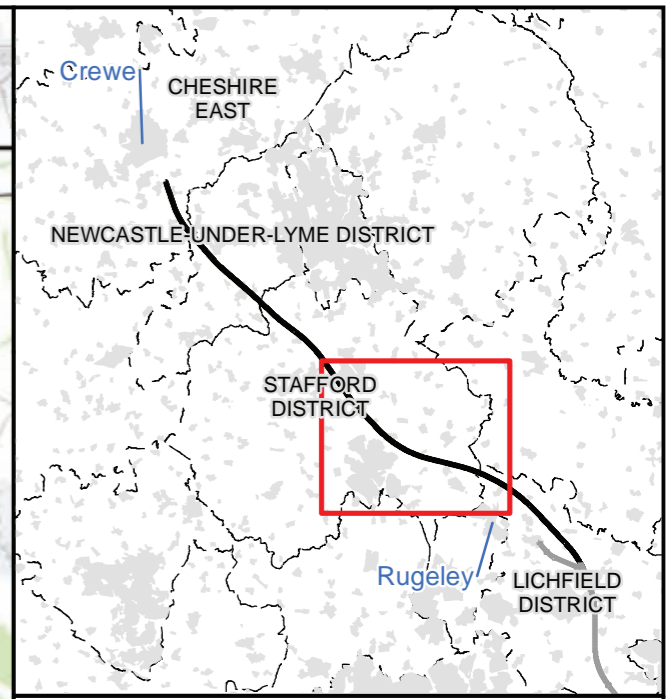 Crewe
CHESHIRE
EAST
NEWCASTLE-UNDER-LYME DISTRICT
STAFFORD
DISTRICT
Rugeley
LICHFIELD
DISTRICT